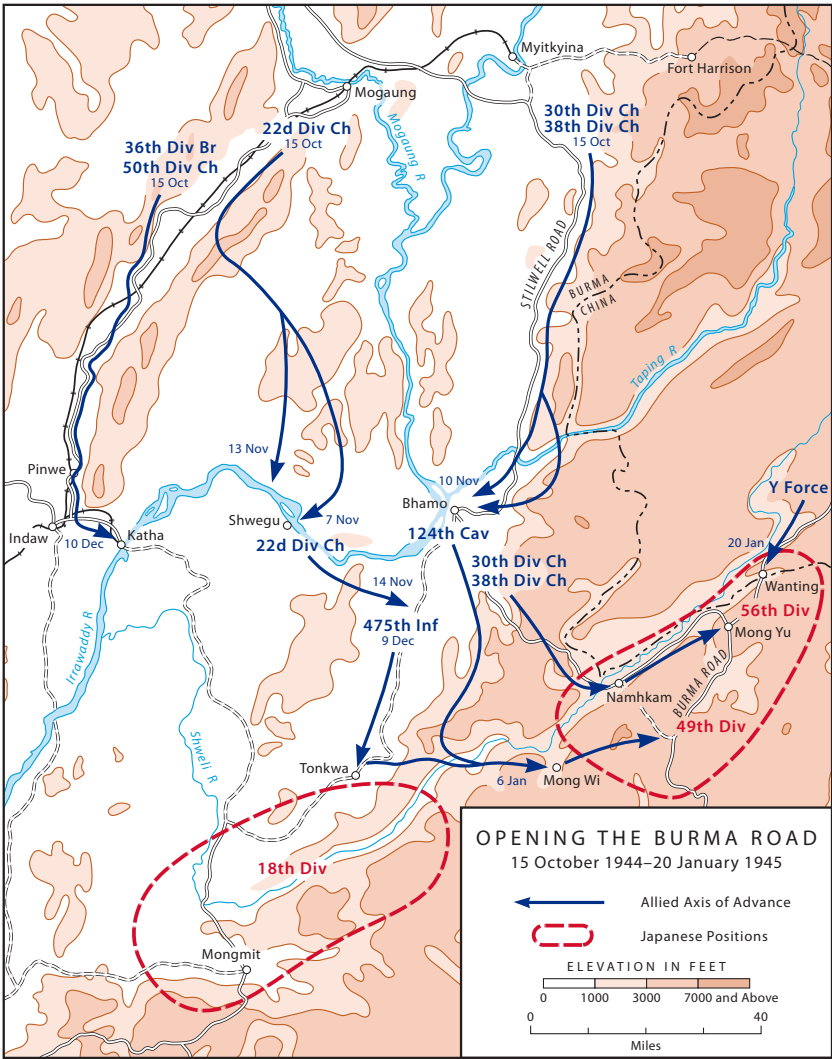 Myitkyina
Fort Harrison
Mogaung
Mogaung R
36th Div Br
50th Div Ch
15 Oct
22d Div Ch
15 Oct
30th Div Ch
38th Div Ch
15 Oct
STILWELL ROAD
BURMA
CHINA
Taping R
13 Nov
10 Nov
Pinwe
Bhamo
Shwegu
7 Nov
Y Force
Indaw
10 Dec
Katha
22d Div Ch
124th Cav
20 Jan
30th Div Ch
38th Div Ch
14 Nov
Wanting
56th Div
475th Inf
9 Dec
Mong Yu
Irrawaddy R
BURMA ROAD
Namhkam
49th Div
Shweli R
Tonkwa
6 Jan
Mong Wi
18th Div
Mongmit
OPENING THE BURMA ROAD
15 October 1944–20 January 1945
Allied Axis of Advance
Japanese Positions
ELEVATION IN FEET
0 1000 3000 7000 and Above
0 40
Miles